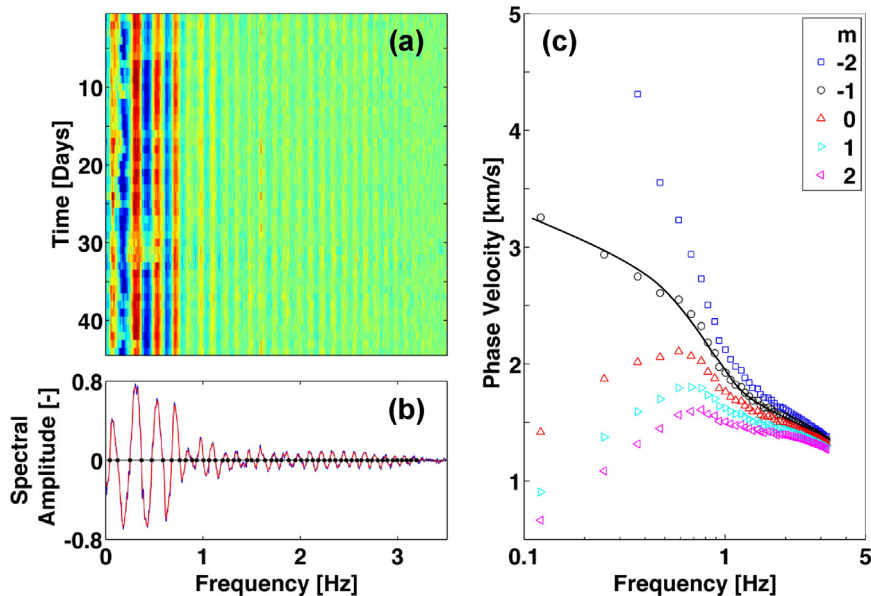 (a)
Time [Days]
10
20
30
40
(b)
Spectral
Amplitude [-]
0.8
0
-0.8
0 1 2 3
Frequency [Hz]
(c)
m
-2
-1
0
1
2
Phase Velocity [km/s]
5
4
3
2
1
0.1 1 5
Frequency [Hz]